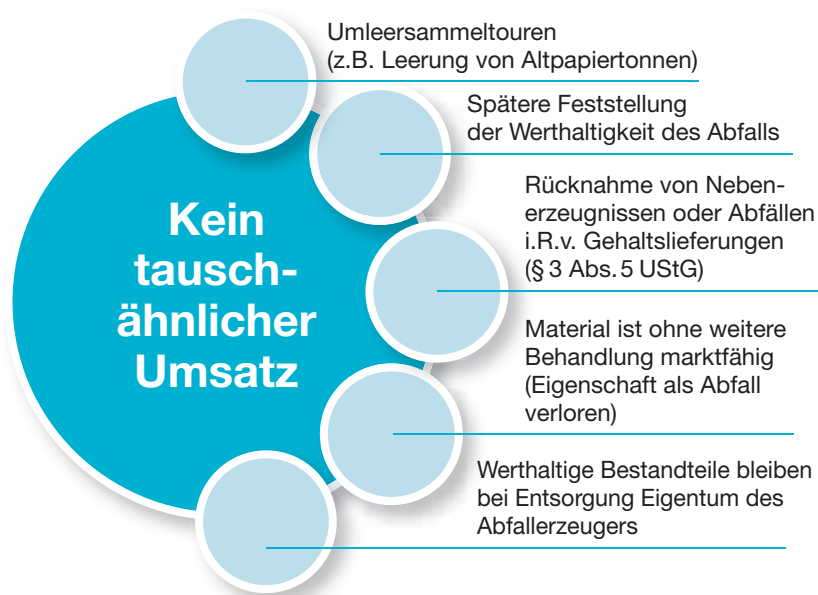 Umleersammeltouren
(z.B. Leerung von Altpapiertonnen)
Spätere Feststellung
der Werthaltigkeit des Abfalls
Rücknahme von Neben-
erzeugnissen oder Abfällen
i.R.v. Gehaltslieferungen
(§ 3 Abs. 5 UStG)
Kein
tausch-
ähnlicher
Umsatz
Material ist ohne weitere
Behandlung marktfähig
(Eigenschaft als Abfall
verloren)
Werthaltige Bestandteile bleiben
bei Entsorgung Eigentum des
Abfallerzeugers